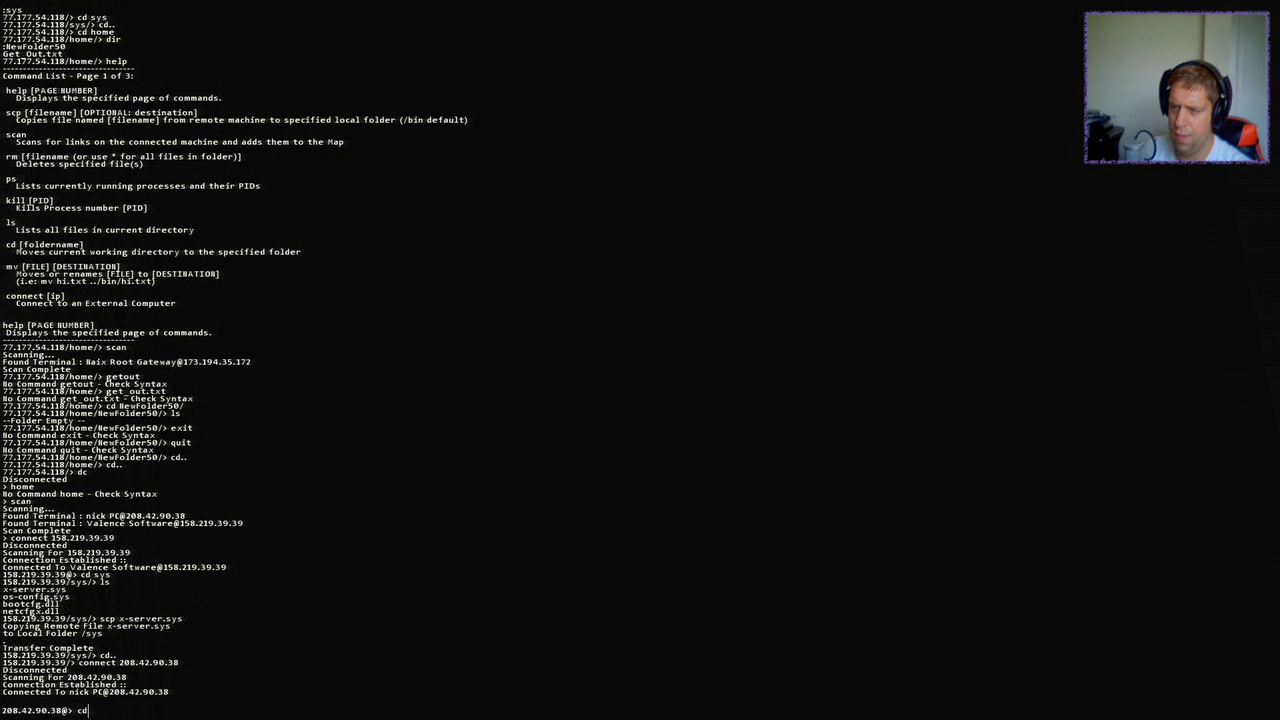 :sys
77.177.54.118/> cd sys
77.177.54.118/sys/> cd..
77.177.54.118/> cd home
77.177.54.118/home/> dir
:NewFolder50
Get_Out.txt
77.177.54.118/home/> help
---------------------------------
Command List - Page 1 of 3:
help [PAGE NUMBER]
Displays the specified page of commands.
scp [filename] [OPTIONAL: destination]
Copies file named [filename] from remote machine to specified local folder (/bin default)
scan
Scans for links on the connected machine and adds them to the Map
rm [filename (or use * for all files in folder)]
Deletes specified file(s)
ps
Lists currently running processes and their PIDs
kill [PID]
Kills Process number [PID]
ls
Lists all files in current directory
cd [foldername]
Moves current working directory to the specified folder
mv [FILE] [DESTINATION]
Moves or renames [FILE] to [DESTINATION]
(i.e: mv hi.txt ../bin/hi.txt)
connect [ip]
Connect to an External Computer
help [PAGE NUMBER]
Displays the specified page of commands.
---------------------------------
77.177.54.118/home/> scan
Scanning...
Found Terminal : Naix Root Gateway@173.194.35.172
Scan Complete
77.177.54.118/home/> getout
No Command getout - Check Syntax
77.177.54.118/home/> get_out.txt
No Command get_out.txt - Check Syntax
77.177.54.118/home/> cd NewFolder50/
77.177.54.118/home/NewFolder50/> ls
--Folder Empty --
77.177.54.118/home/NewFolder50/> exit
No Command exit - Check Syntax
77.177.54.118/home/NewFolder50/> quit
No Command quit - Check Syntax
77.177.54.118/home/NewFolder50/> cd..
77.177.54.118/home/> cd..
77.177.54.118/> dc
Disconnected
> home
No Command home - Check Syntax
> scan
Scanning...
Found Terminal : nick PC@208.42.90.38
Found Terminal : Valence Software@158.219.39.39
Scan Complete
> connect 158.219.39.39
Disconnected
Scanning For 158.219.39.39
Connection Established ::
Connected To Valence Software@158.219.39.39
158.219.39.39@> cd sys
158.219.39.39/sys/> ls
x-server.sys
os-config.sys
bootcfg.dll
netcfgx.dll
158.219.39.39/sys/> scp x-server.sys
Copying Remote File x-server.sys
to Local Folder /sys
.
Transfer Complete
158.219.39.39/sys/> cd..
158.219.39.39/> connect 208.42.90.38
Disconnected
Scanning For 208.42.90.38
Connection Established ::
Connected To nick PC@208.42.90.38
208.42.90.38@> cd